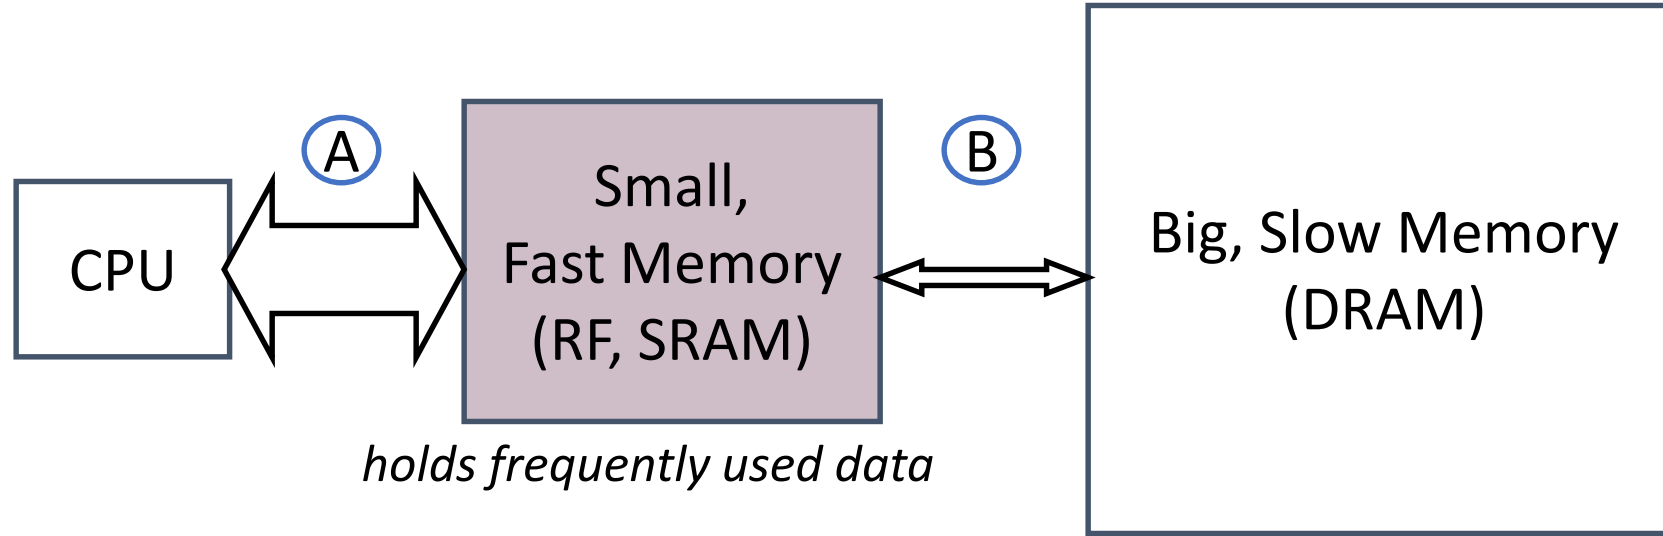 CPU
A
Small,
Fast Memory
(RF, SRAM)
holds frequently used data
B
Big, Slow Memory
(DRAM)